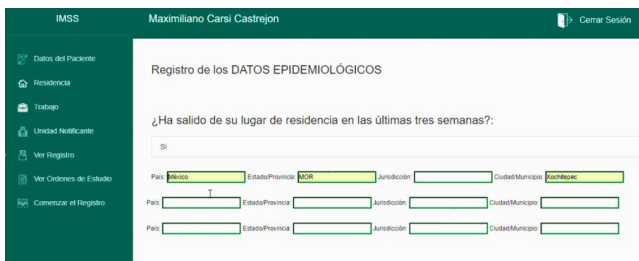 IMSS
Maximiliano Carsi Castrejon
Cerrar Sesión
Datos del Paciente
Residencia
Trabajo
Unidad Notificante
Ver Registro
Ver Ordenes de Estudio
Comenzar el Registro
Registro de los DATOS EPIDEMIOLÓGICOS
¿Ha salido de su lugar de residencia en las últimas tres semanas?:
Si
País: México Estado/Provincia: MOR Jurisdicción: Ciudad/Municipio: Xochitepec
País: Estado/Provincia: Jurisdicción: Ciudad/Municipio:
País: Estado/Provincia: Jurisdicción: Ciudad/Municipio: